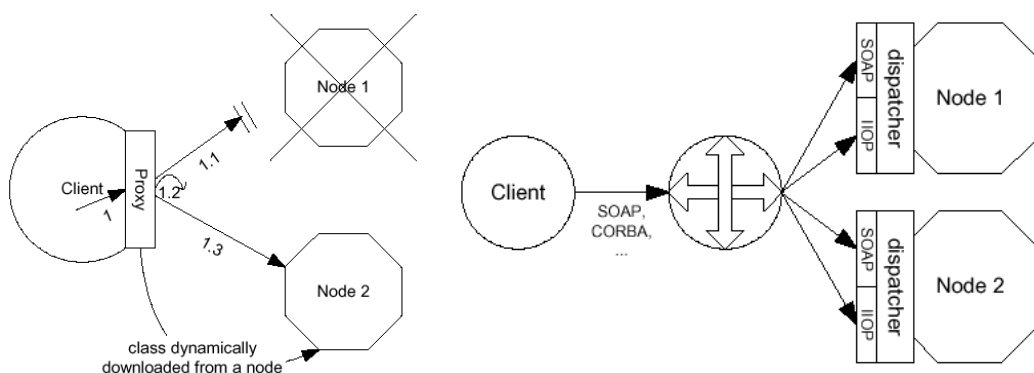 Node 1
Client
Proxy
1
1.1
1.2
1.3
Node 2
class dynamically
downloaded from a node
Client
SOAP,
CORBA,
...
SOAP
IIOP
dispatcher
Node 1
SOAP
IIOP
dispatcher
Node 2